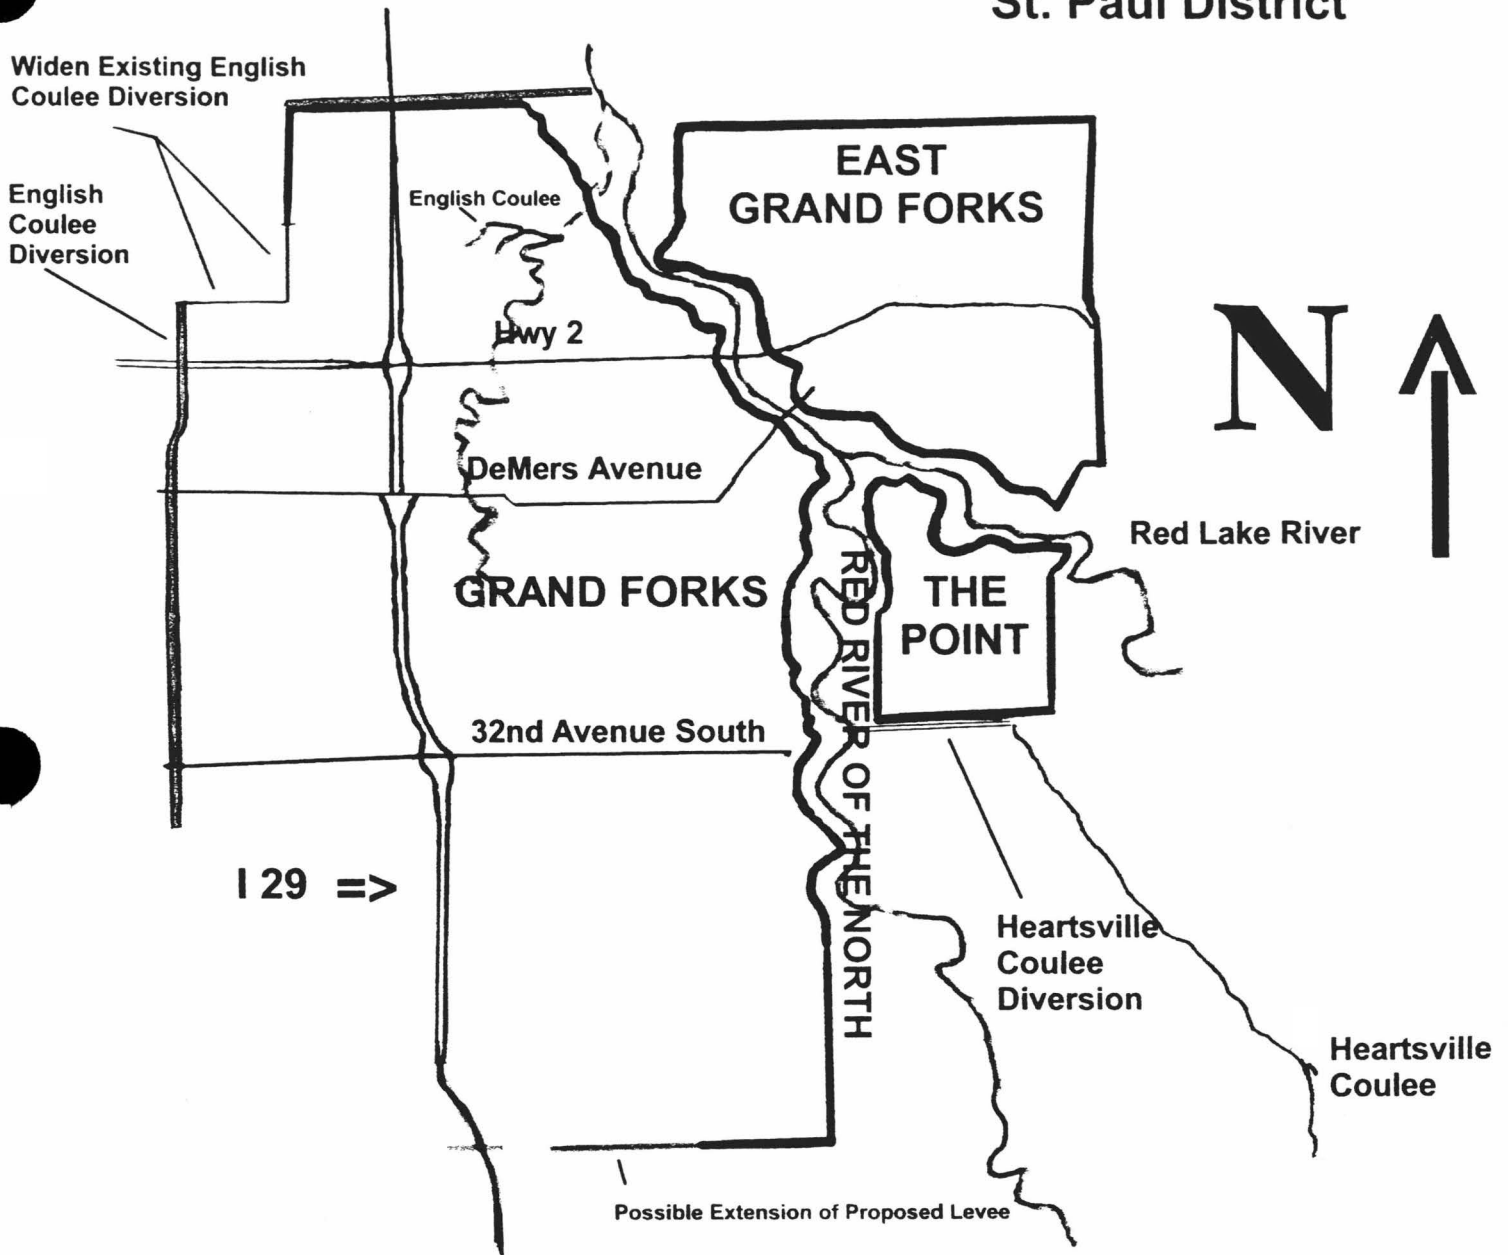 St. Paul District
Widen Existing English
Coulee Diversion
English
Coulee
Diversion
English Coulee
EAST
GRAND FORKS
Hwy 2
N
DeMers Avenue
Red Lake River
GRAND FORKS
THE
POINT
RED RIVER OF THE NORTH
32nd Avenue South
I 29 =>
Heartsville
Coulee
Diversion
Heartsville
Coulee
Possible Extension of Proposed Levee